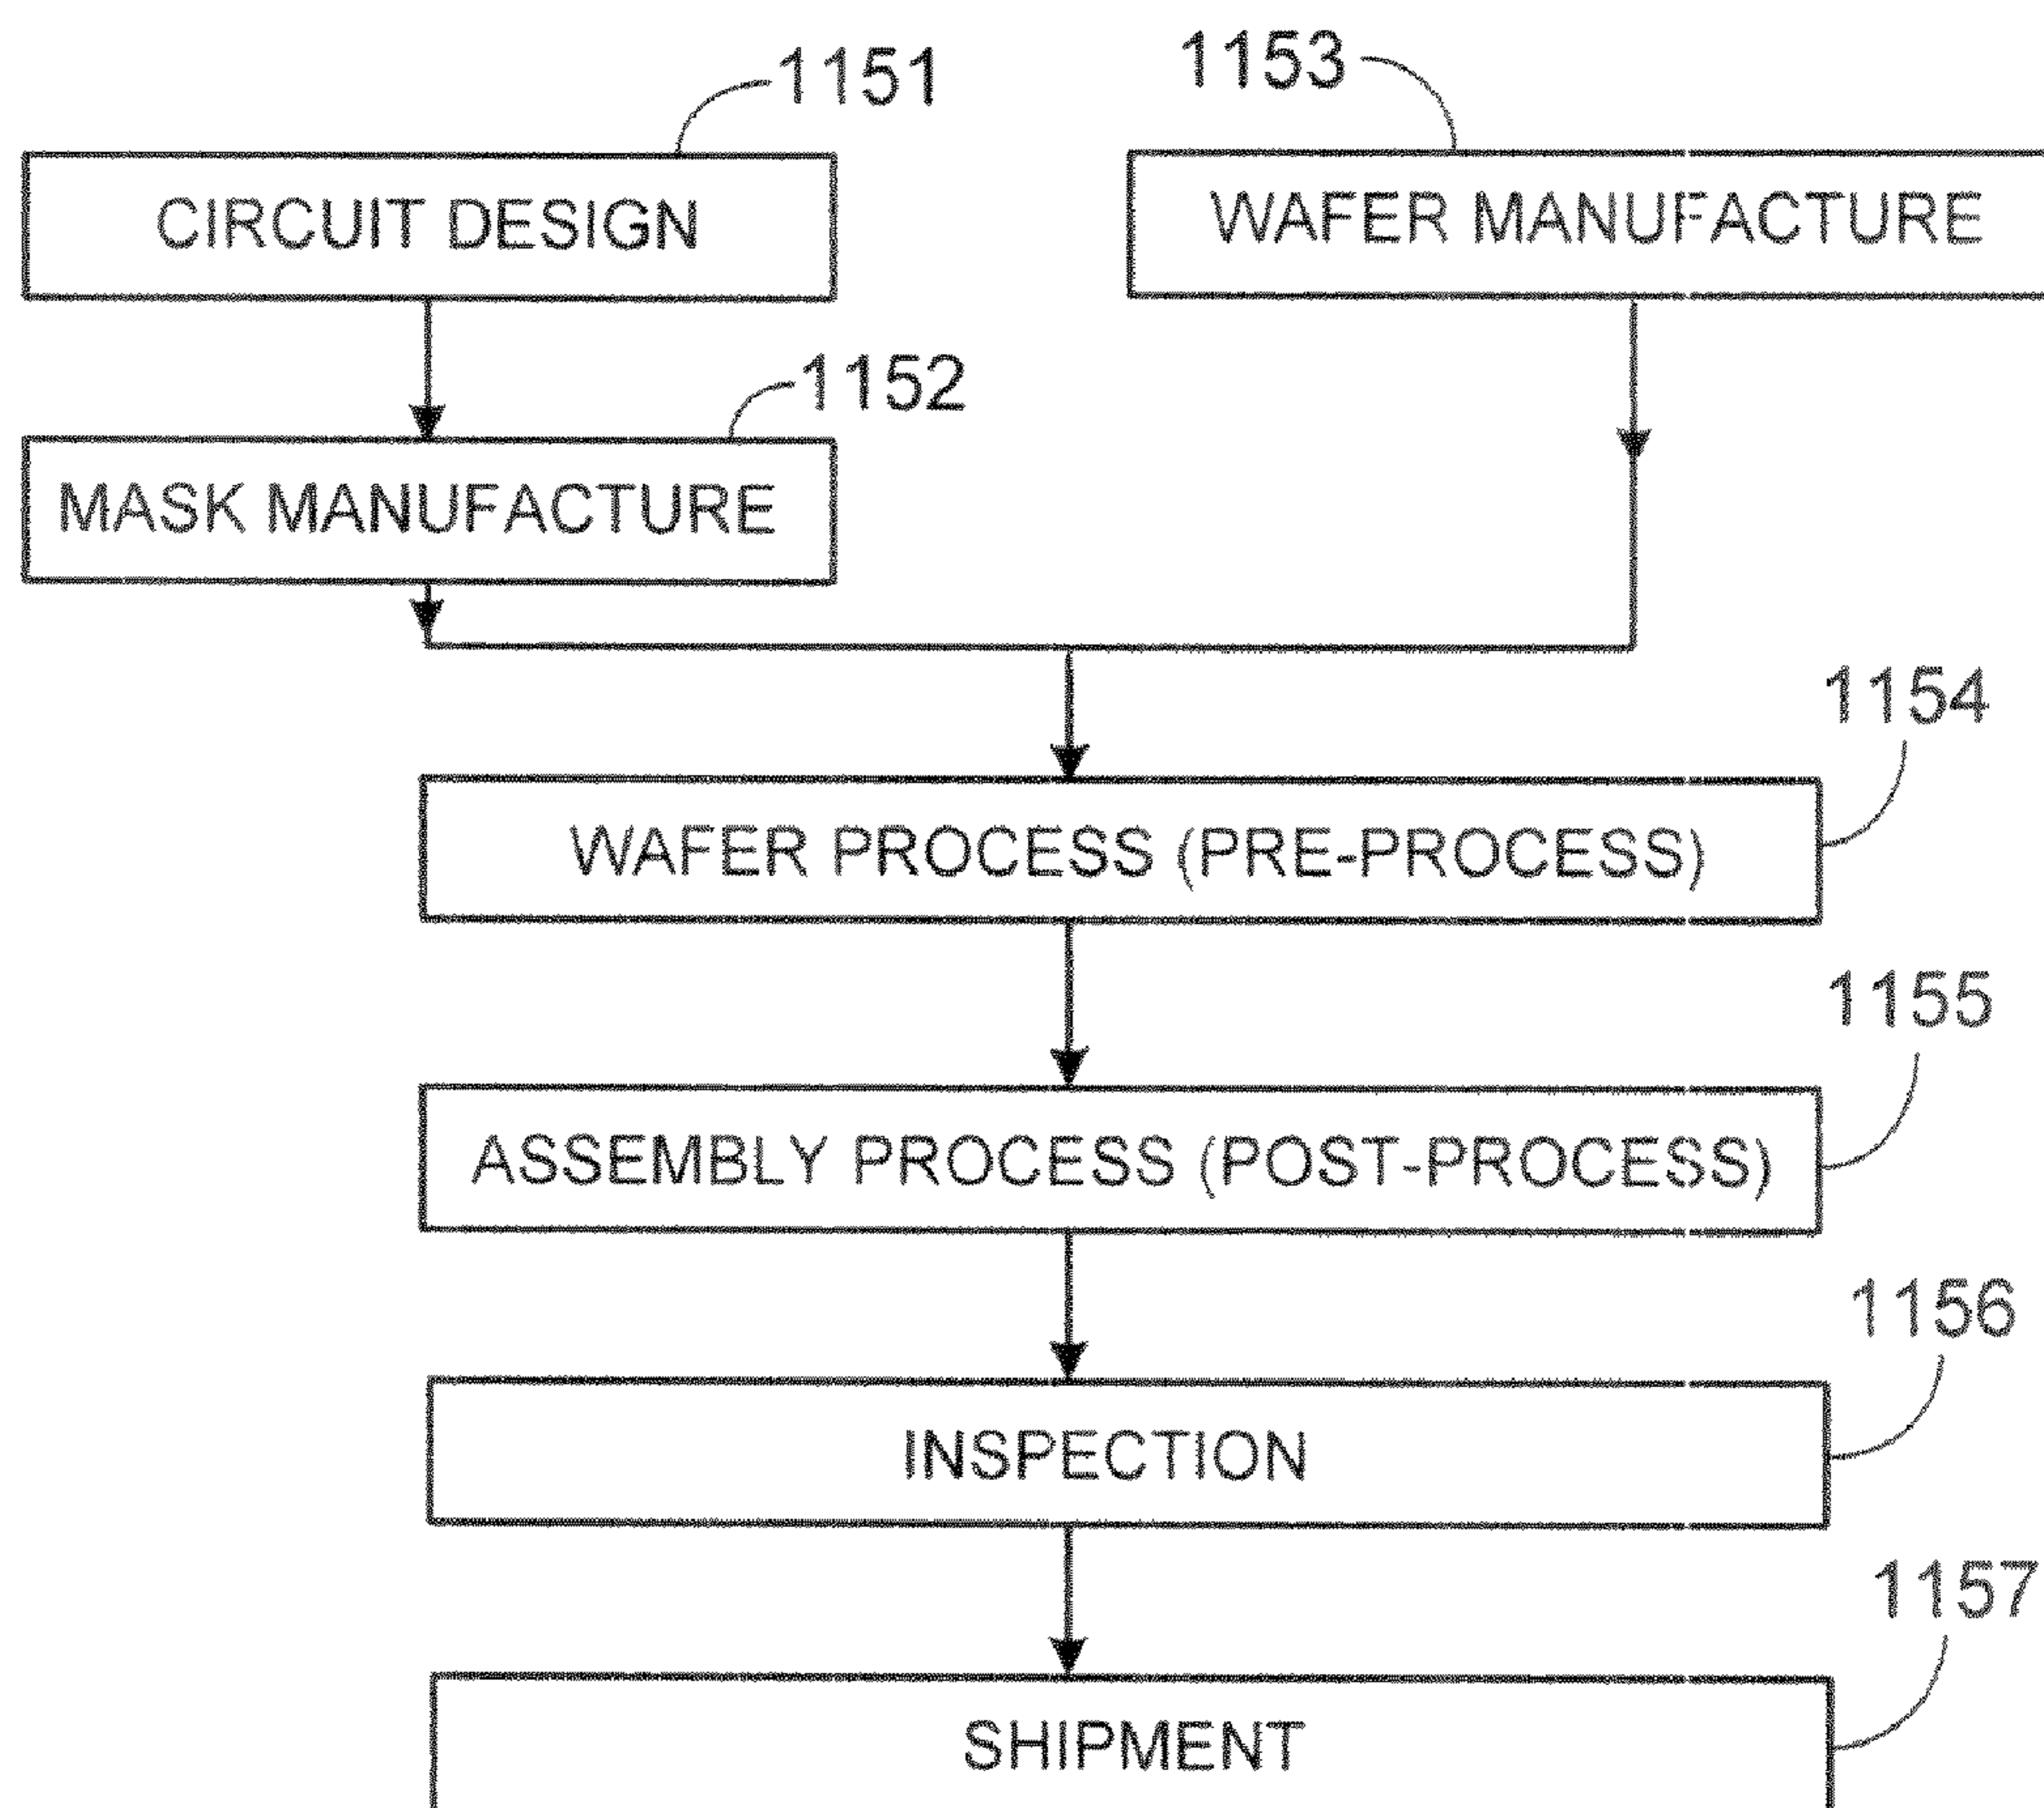 1151
1153
CIRCUIT DESIGN
WAFER MANUFACTURE
1152
MASK MANUFACTURE
1154
WAFER PROCESS (PRE-PROCESS)
1155
ASSEMBLY PROCESS (POST-PROCESS)
1156
INSPECTION
1157
SHIPMENT